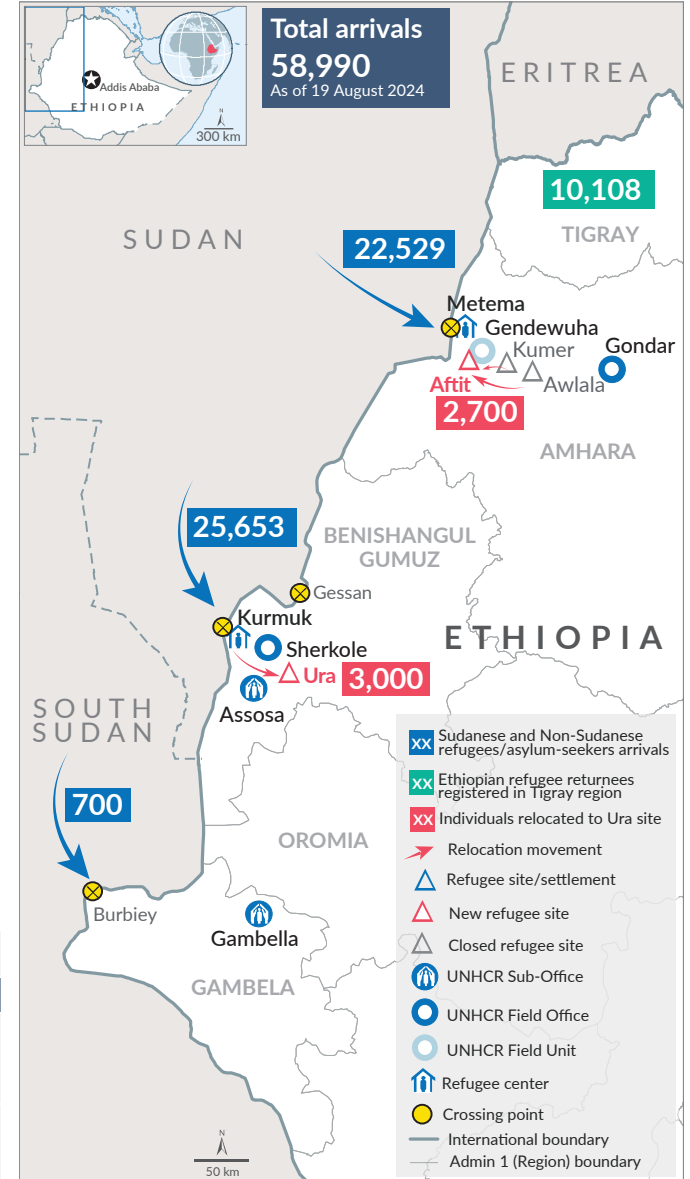 Total arrivals
58,990
As of 19 August 2024
Addis Ababa
ETHIOPIA
N
300 km
ERITREA
10,108
TIGRAY
SUDAN
22,529
Metema
Gendewuha
Kumer
Gondar
Aftit
Awlala
2,700
AMHARA
25,653
BENISHANGUL
GUMUZ
Gessan
Kurmuk
ETHIOPIA
Sherkole
Ura
3,000
Assosa
SOUTH
SUDAN
700
OROMIA
Burbiey
Gambella
GAMBELA
N
50 km
xx Sudanese and Non-Sudanese
refugees/asylum-seekers arrivals
xx Ethiopian refugee returnees
registered in Tigray region
xx Individuals relocated to Ura site
Relocation movement
Refugee site/settlement
New refugee site
Closed refugee site
UNHCR Sub-Office
UNHCR Field Office
UNHCR Field Unit
Refugee center
Crossing point
International boundary
Admin 1 (Region) boundary